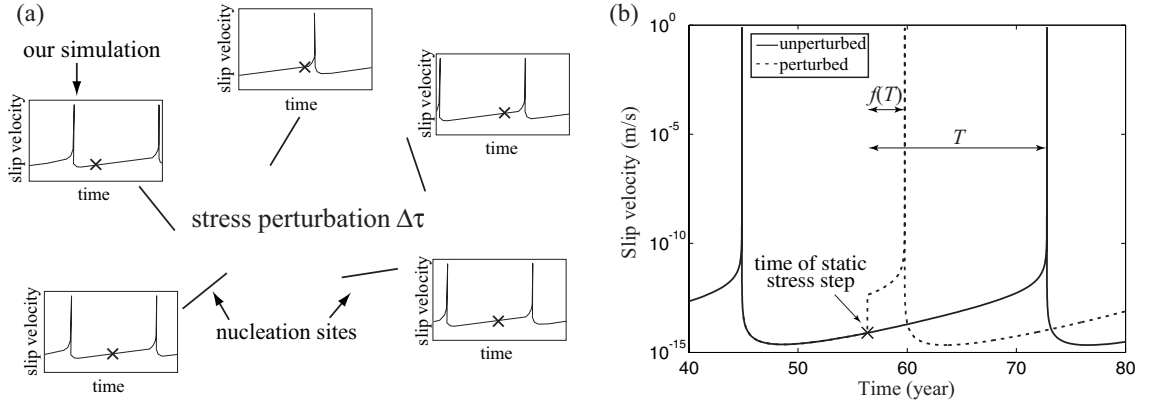 (a)
our simulation
slip velocity
time
slip velocity
time
slip velocity
time
stress perturbation Δτ
slip velocity
time
slip velocity
time
nucleation sites
(b)
10^0
10^-5
10^-10
10^-15
Slip velocity (m/s)
unperturbed
perturbed
f(T)
T
time of static
stress step
40
50
60
70
80
Time (year)